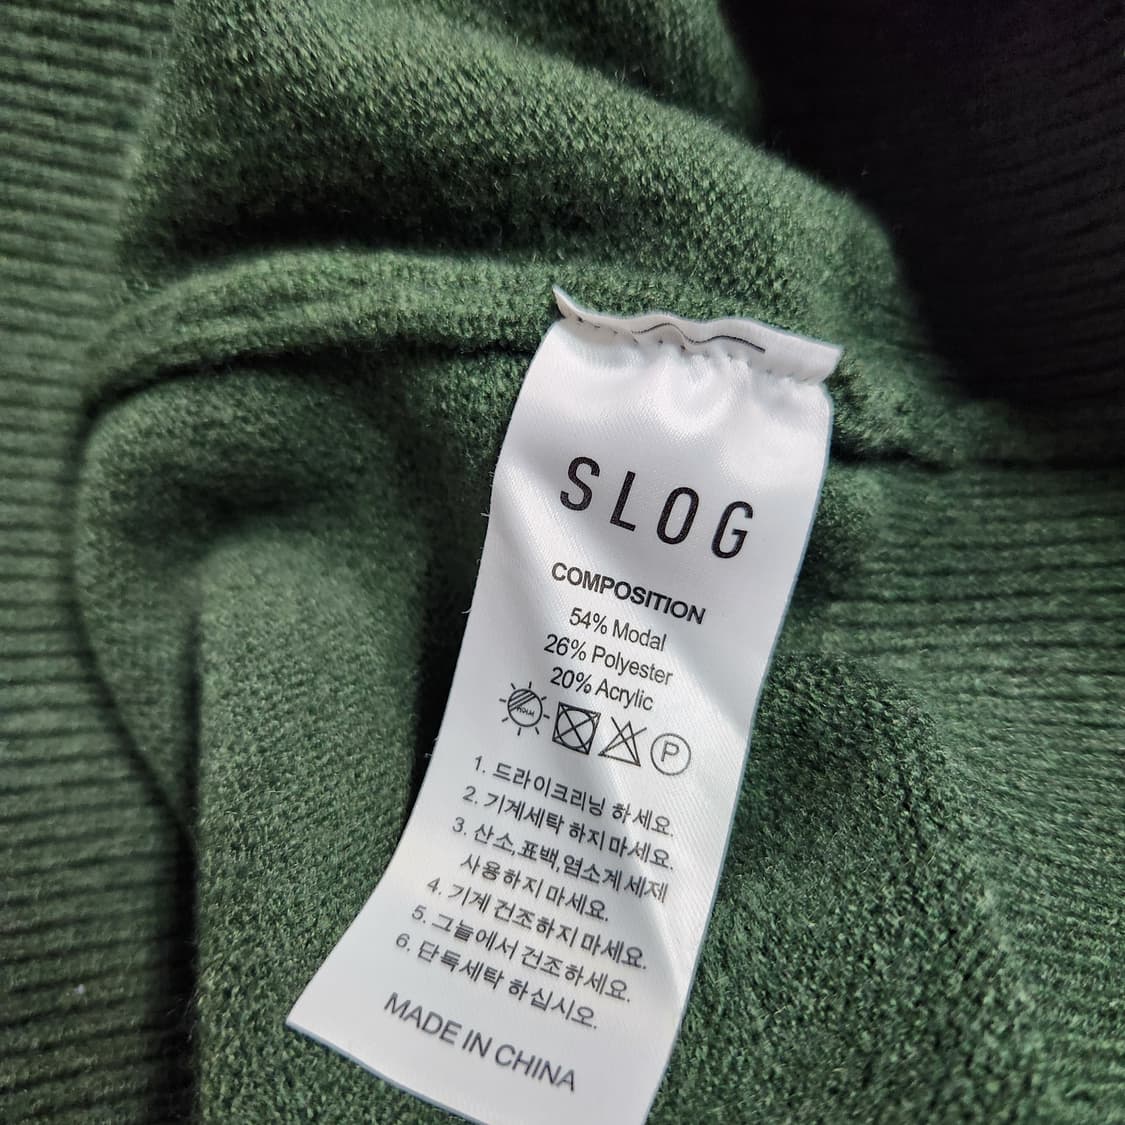 SLOG
COMPOSITION
54% Modal
26% Polyester
20% Acrylic
P
1. 드라이크리닝 하세요.
2. 기계세탁 하지 마세요.
3. 산소,표백,염소계 세제
사용하지 마세요.
4. 기계 건조하지 마세요.
5. 그늘에서 건조하세요.
6. 단독세탁 하십시오.
MADE IN CHINA